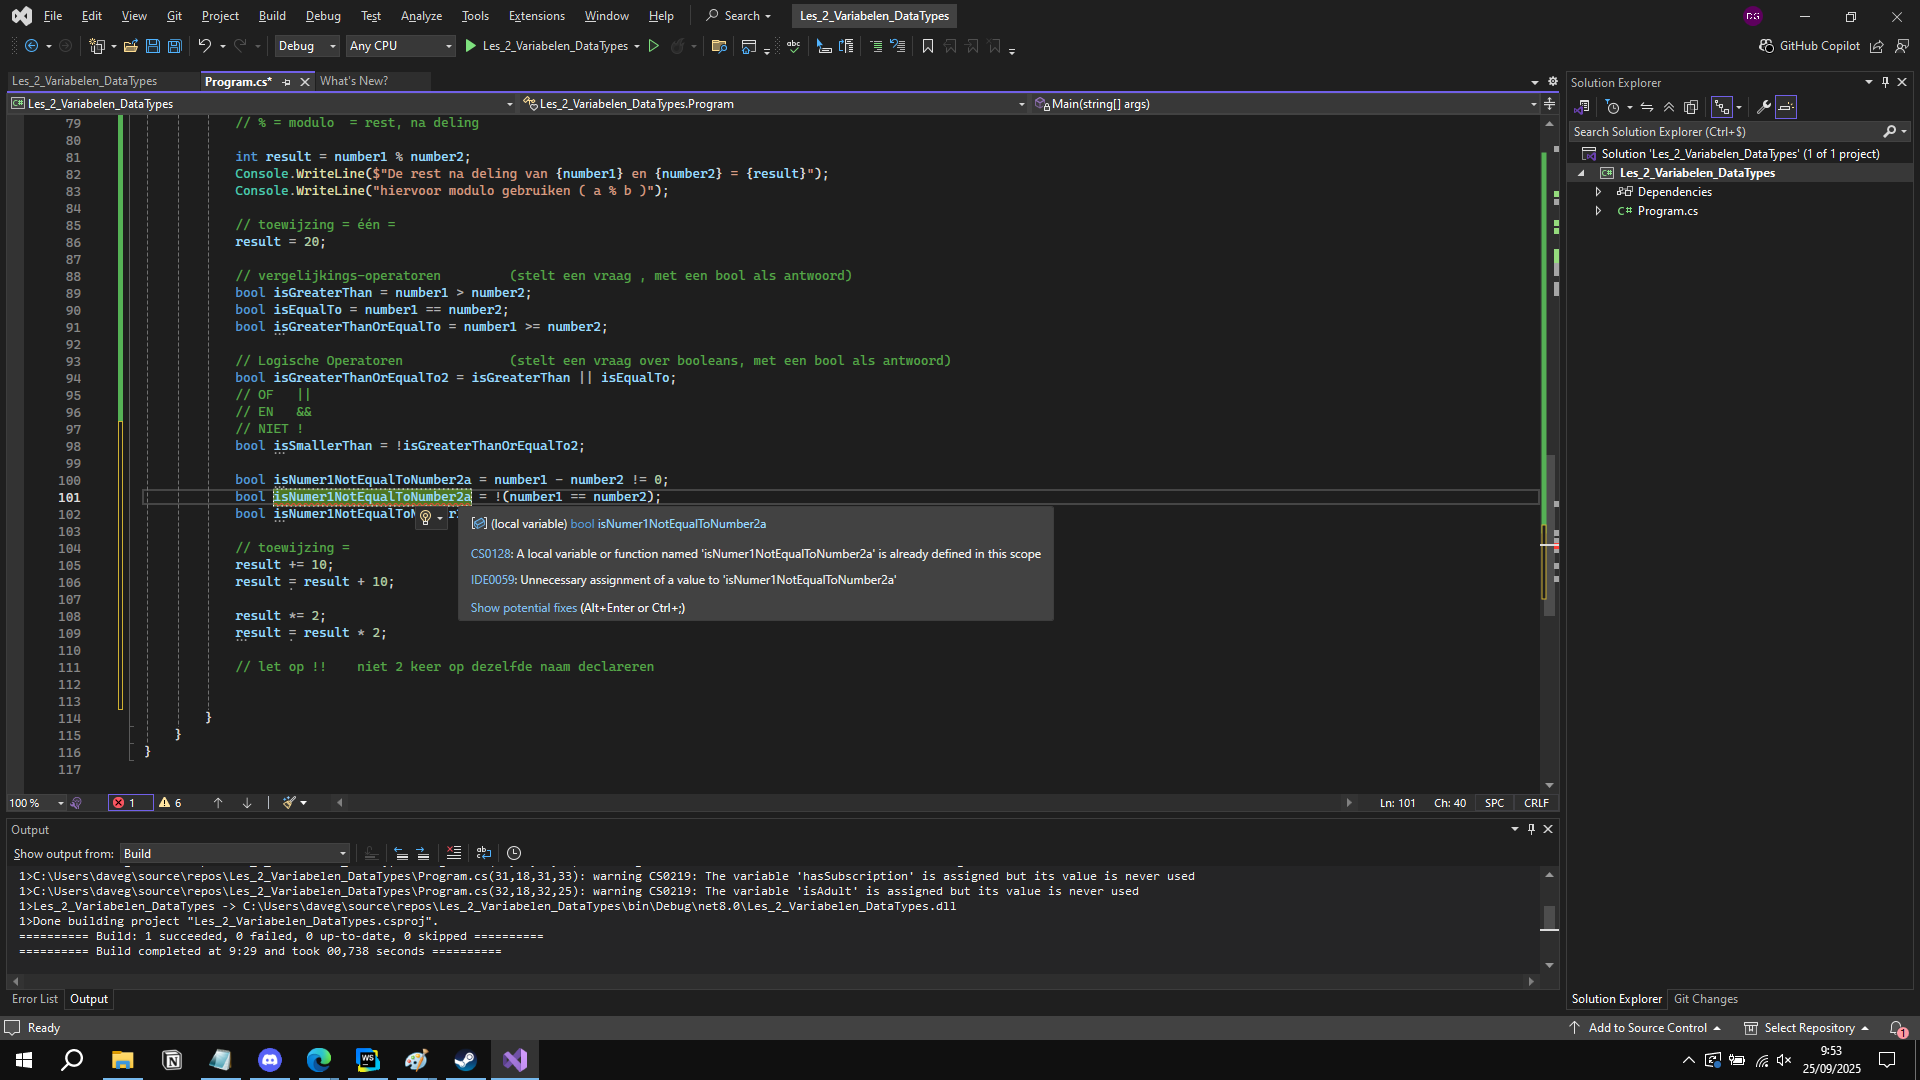 File Edit View Git Project Build Debug Test Analyze Tools Extensions Window Help Search Les_2_Variabelen_DataTypes DG
Debug Any CPU Les_2_Variabelen_DataTypes GitHub Copilot
Les_2_Variabelen_DataTypes Program.cs* What's New?
Les_2_Variabelen_DataTypes Les_2_Variabelen_DataTypes.Program Main(string[] args)
79 // % = modulo = rest, na deling
80
81 int result = number1 % number2;
82 Console.WriteLine($"De rest na deling van {number1} en {number2} = {result}");
83 Console.WriteLine("hiervoor modulo gebruiken ( a % b )");
84
85 // toewijzing = één =
86 result = 20;
87
88 // vergelijkings-operatoren (stelt een vraag , met een bool als antwoord)
89 bool isGreaterThan = number1 > number2;
90 bool isEqualTo = number1 == number2;
91 bool isGreaterThanOrEqualTo = number1 >= number2;
92
93 // Logische Operatoren (stelt een vraag over booleans, met een bool als antwoord)
94 bool isGreaterThanOrEqualTo2 = isGreaterThan || isEqualTo;
95 // OF ||
96 // EN &&
97 // NIET !
98 bool isSmallerThan = !isGreaterThanOrEqualTo2;
99
100 bool isNumer1NotEqualToNumber2a = number1 - number2 != 0;
101 bool isNumer1NotEqualToNumber2a = !(number1 == number2);
102 bool isNumer1NotEqualToN
103
104 // toewijzing =
105 result += 10;
106 result = result + 10;
107
108 result *= 2;
109 result = result * 2;
110
111 // let op !! niet 2 keer op dezelfde naam declareren
112
113
114 }
115 }
116 }
117
(local variable) bool isNumer1NotEqualToNumber2a
CS0128: A local variable or function named 'isNumer1NotEqualToNumber2a' is already defined in this scope
IDE0059: Unnecessary assignment of a value to 'isNumer1NotEqualToNumber2a'
Show potential fixes (Alt+Enter or Ctrl+;)
100 % 1 6 Ln: 101 Ch: 40 SPC CRLF
Output
Show output from: Build
1>C:\Users\daveg\source\repos\Les_2_Variabelen_DataTypes\Program.cs(31,18,31,33): warning CS0219: The variable 'hasSubscription' is assigned but its value is never used
1>C:\Users\daveg\source\repos\Les_2_Variabelen_DataTypes\Program.cs(32,18,32,25): warning CS0219: The variable 'isAdult' is assigned but its value is never used
1>Les_2_Variabelen_DataTypes -> C:\Users\daveg\source\repos\Les_2_Variabelen_DataTypes\bin\Debug\net8.0\Les_2_Variabelen_DataTypes.dll
1>Done building project "Les_2_Variabelen_DataTypes.csproj".
========== Build: 1 succeeded, 0 failed, 0 up-to-date, 0 skipped ==========
========== Build completed at 9:29 and took 00,738 seconds ==========
Error List Output
Solution Explorer
Search Solution Explorer (Ctrl+$)
Solution 'Les_2_Variabelen_DataTypes' (1 of 1 project)
Les_2_Variabelen_DataTypes
Dependencies
C# Program.cs
Solution Explorer Git Changes
Ready Add to Source Control Select Repository 1
9:53
25/09/2025